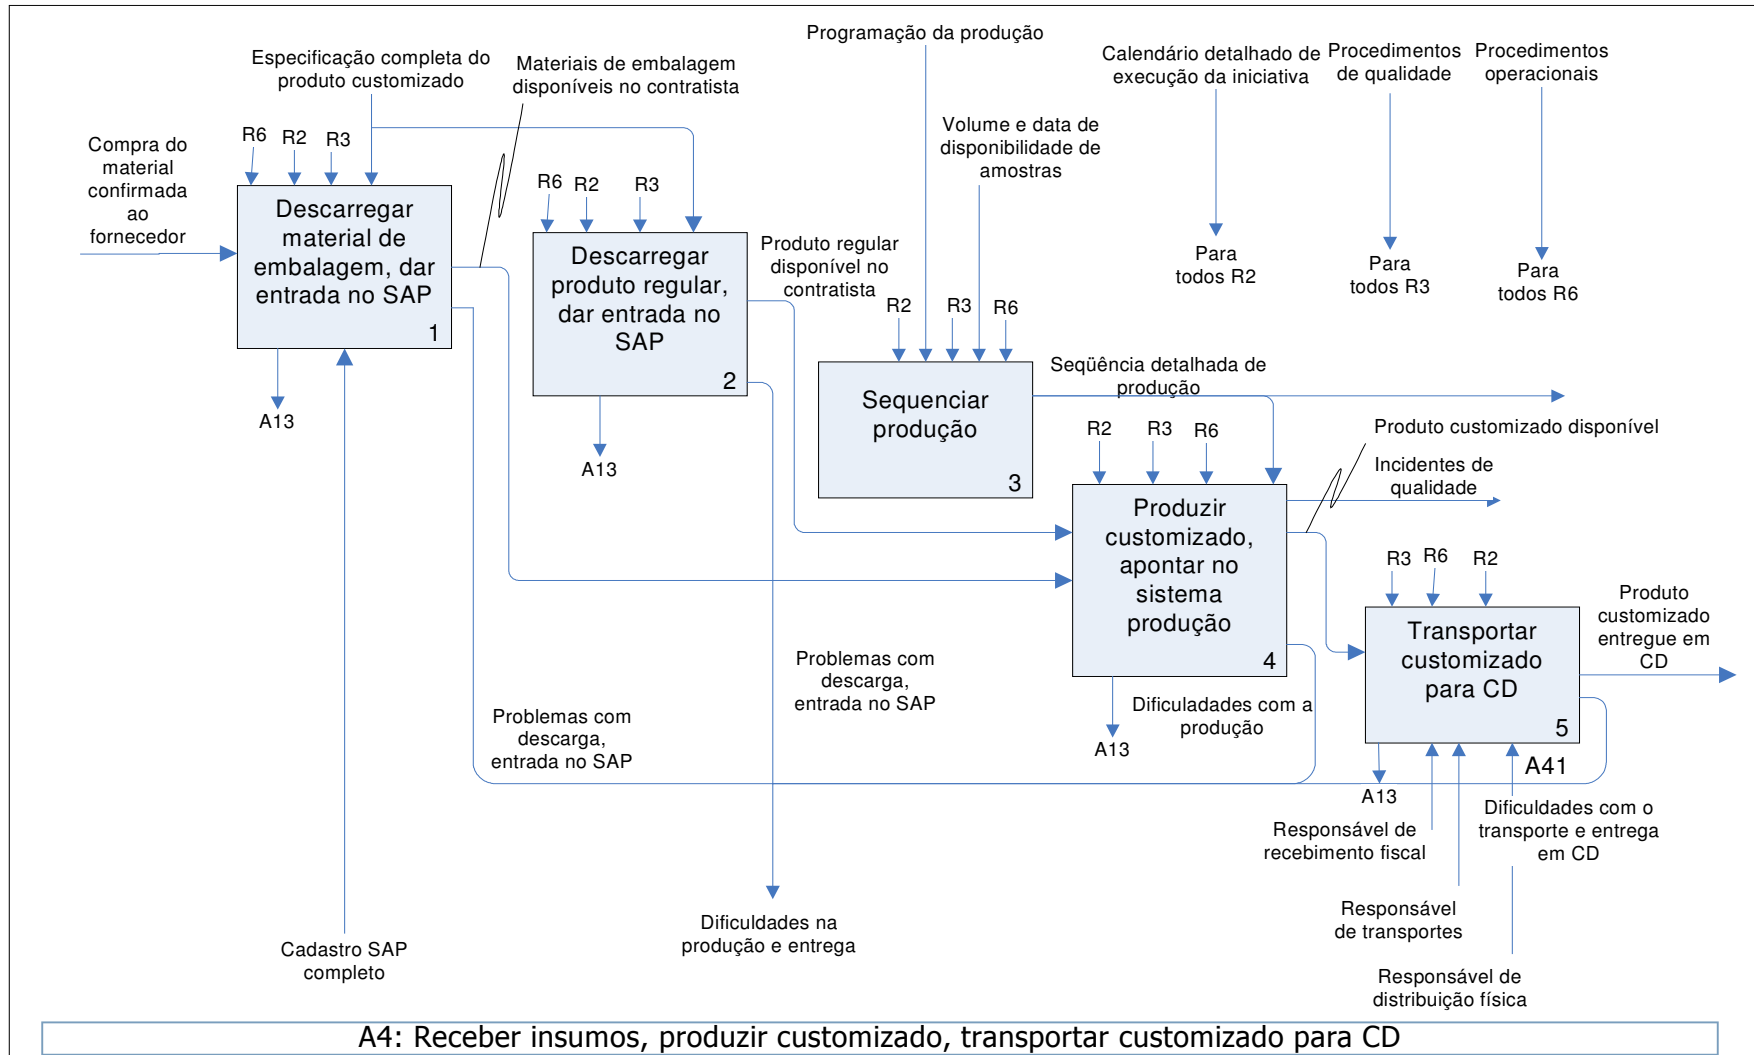 Programação da produção
Especificação completa do
produto customizado
Materiais de embalagem
disponíveis no contratista
Calendário detalhado de
execução da iniciativa
Procedimentos
de qualidade
Procedimentos
operacionais
Compra do
material
confirmada
ao
fornecedor
R6
R2
R3
Volume e data de
disponibilidade de
amostras
R6
R2
R3
Descarregar
material de
embalagem, dar
entrada no SAP
1
Descarregar
produto regular,
dar entrada no
SAP
2
Produto regular
disponível no
contratista
Para
todos R2
Para
todos R3
Para
todos R6
R2
R3
R6
Sequenciar
produção
3
Seqüência detalhada de
produção
A13
A13
R2
R3
R6
Produto customizado disponível
Incidentes de
qualidade
Produzir
customizado,
apontar no
sistema
produção
4
R3
R6
R2
Transportar
customizado
para CD
5
Produto
customizado
entregue em
CD
Problemas com
descarga,
entrada no SAP
Problemas com
descarga,
entrada no SAP
Dificuladades com a
produção
A13
A13
A41
Responsável de
recebimento fiscal
Dificuldades com o
transporte e entrega
em CD
Responsável
de transportes
Responsável de
distribuição física
Dificuldades na
produção e entrega
Cadastro SAP
completo
A4: Receber insumos, produzir customizado, transportar customizado para CD